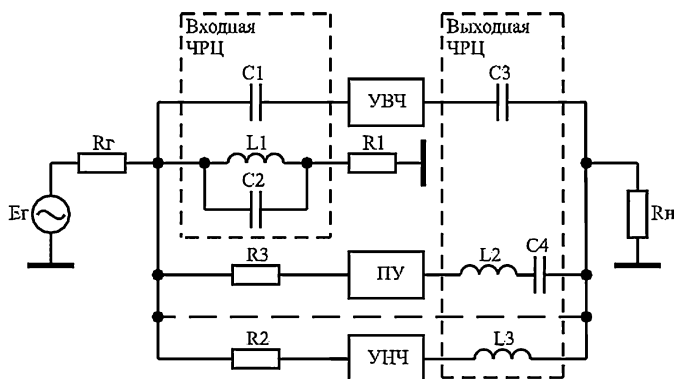 Входная
ЧРЦ
Выходная
ЧРЦ
C1
УВЧ
C3
Rг
L1
R1
C2
Eг
Rн
R3
ПУ
L2
C4
R2
УНЧ
L3